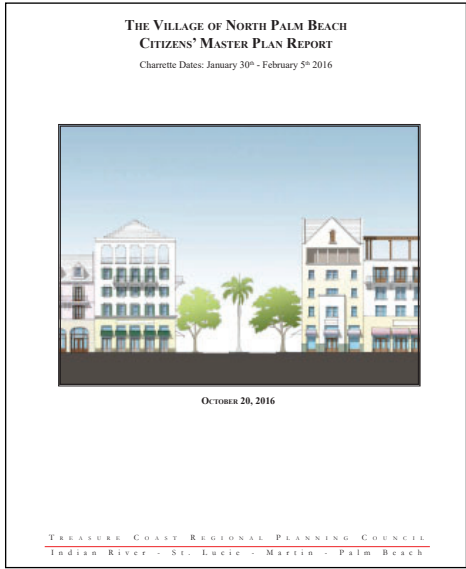 THE VILLAGE OF NORTH PALM BEACH
CITIZENS' MASTER PLAN REPORT
Charrette Dates: January 30th - February 5th 2016
OCTOBER 20, 2016
TREASURE COAST REGIONAL PLANNING COUNCIL
Indian River - St. Lucie - Martin - Palm Beach